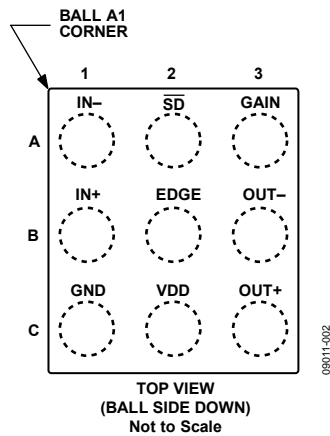 BALL A1
CORNER
1 2 3
IN– SD GAIN
A
IN+ EDGE OUT–
B
GND VDD OUT+
C
TOP VIEW
(BALL SIDE DOWN)
Not to Scale
09011-002